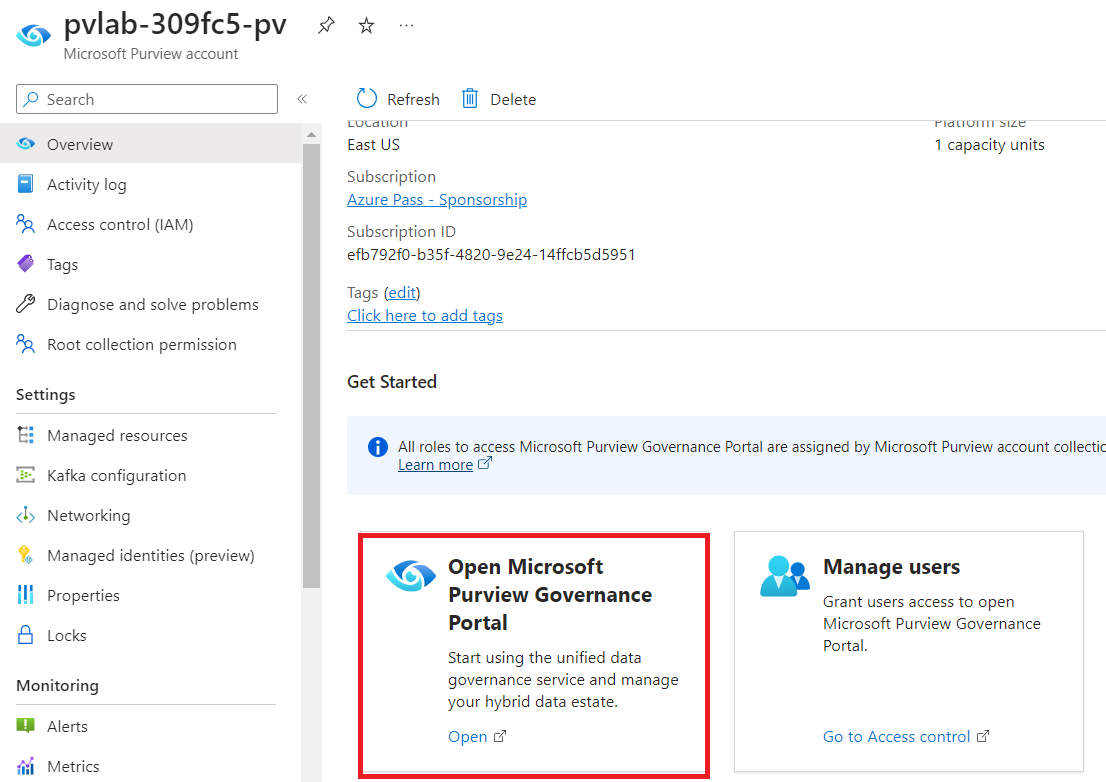 pvlab-309fc5-pv
Microsoft Purview account
Search
«
Refresh
Delete
Overview
Activity log
Access control (IAM)
Tags
Diagnose and solve problems
Root collection permission
Settings
Managed resources
Kafka configuration
Networking
Managed identities (preview)
Properties
Locks
Monitoring
Alerts
Metrics
Location
East US
Platform size
1 capacity units
Subscription
Azure Pass - Sponsorship
Subscription ID
efb792f0-b35f-4820-9e24-14ffcb5d5951
Tags (edit)
Click here to add tags
Get Started
All roles to access Microsoft Purview Governance Portal are assigned by Microsoft Purview account collectio
Learn more
Open Microsoft
Purview Governance
Portal
Start using the unified data
governance service and manage
your hybrid data estate.
Open
Manage users
Grant users access to open
Microsoft Purview Governance
Portal.
Go to Access control